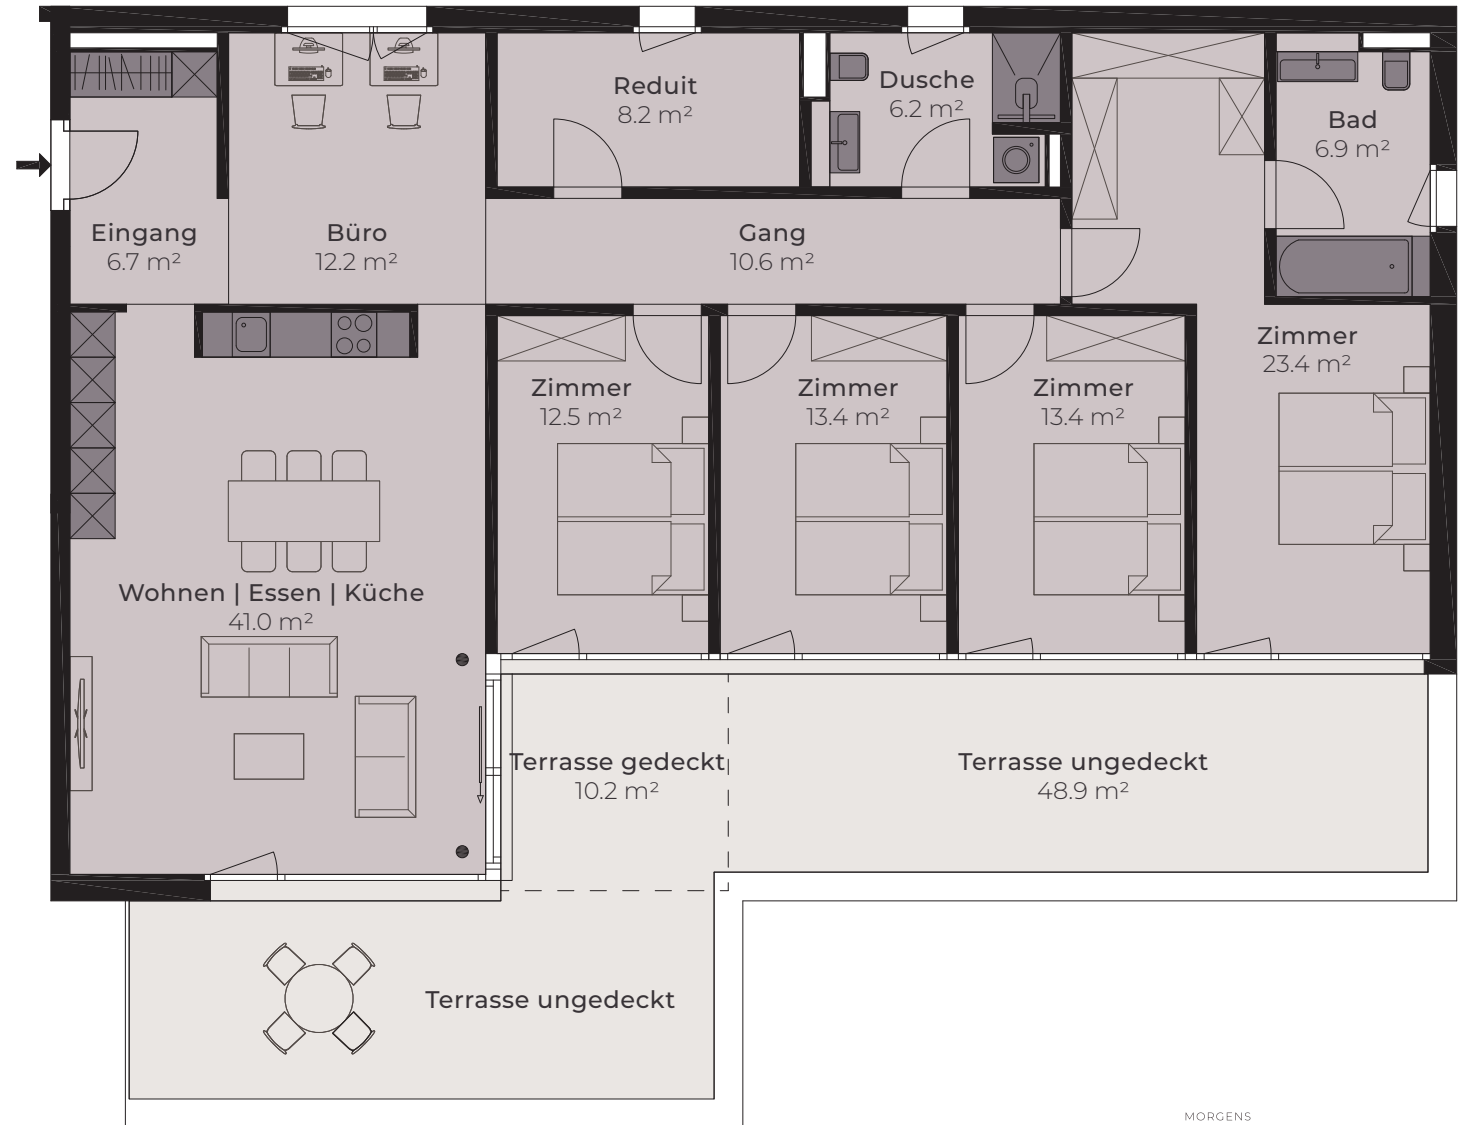 Reduit
8.2 m²
Dusche
6.2 m²
Bad
6.9 m²
Eingang
6.7 m²
Büro
12.2 m²
Gang
10.6 m²
Zimmer
12.5 m²
Zimmer
13.4 m²
Zimmer
13.4 m²
Zimmer
23.4 m²
Wohnen | Essen | Küche
41.0 m²
Terrasse gedeckt
10.2 m²
Terrasse ungedeckt
48.9 m²
Terrasse ungedeckt
MORGENS